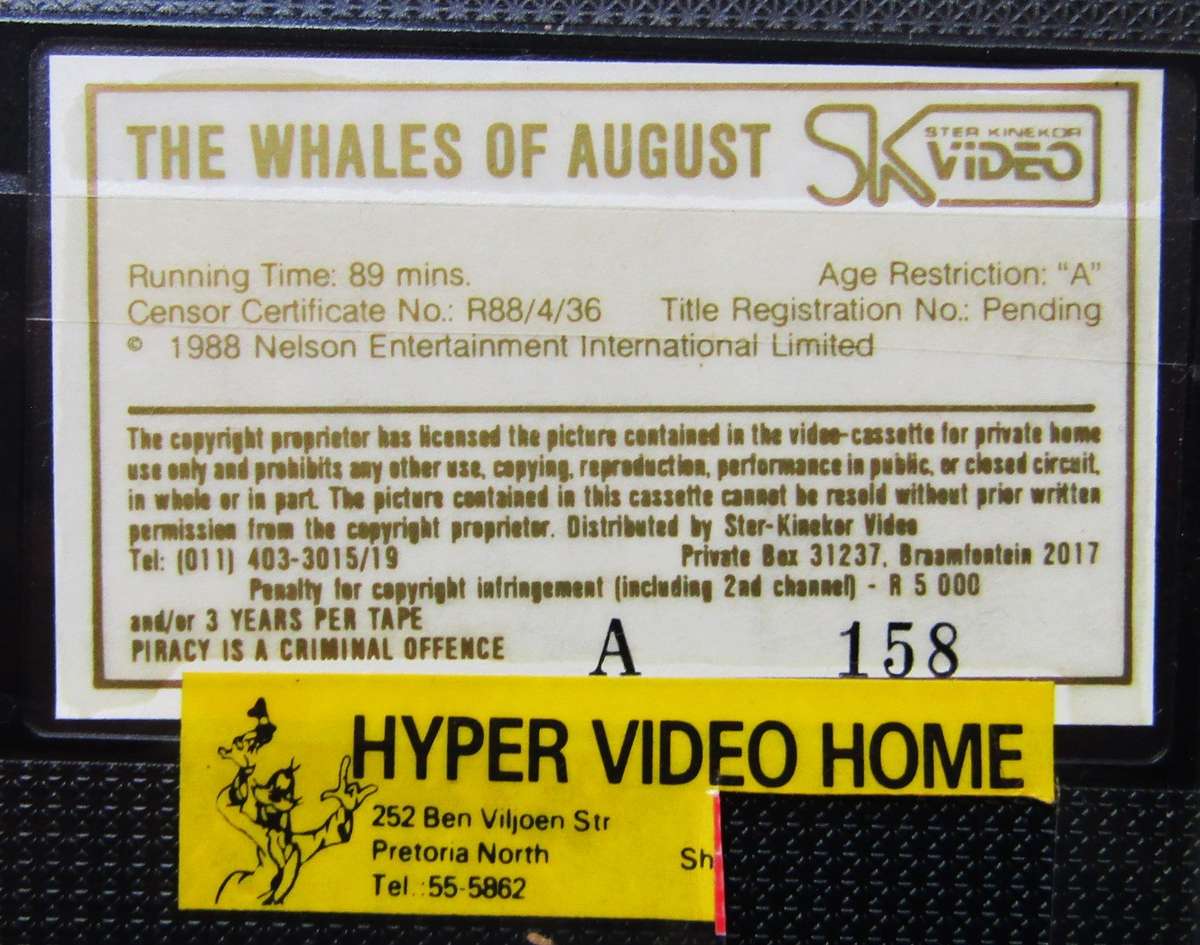 THE WHALES OF AUGUST
SK STER KINEKOR VIDEO
Running Time: 89 mins. Age Restriction: "A"
Censor Certificate No.: R88/4/36 Title Registration No.: Pending
© 1988 Nelson Entertainment International Limited
The copyright proprietor has licensed the picture contained in the video-cassette for private home
use only and prohibits any other use, copying, reproduction, performance in public, or closed circuit,
in whole or in part. The picture contained in this cassette cannot be resold without prior written
permission from the copyright proprietor. Distributed by Ster-Kinekor Video
Tel: (011) 403-3015/19 Private Box 31237, Braamfontein 2017
Penalty for copyright infringement (including 2nd channel) - R 5 000
and/or 3 YEARS PER TAPE
PIRACY IS A CRIMINAL OFFENCE
A 158
HYPER VIDEO HOME
252 Ben Viljoen Str
Pretoria North Sh
Tel.:55-5862